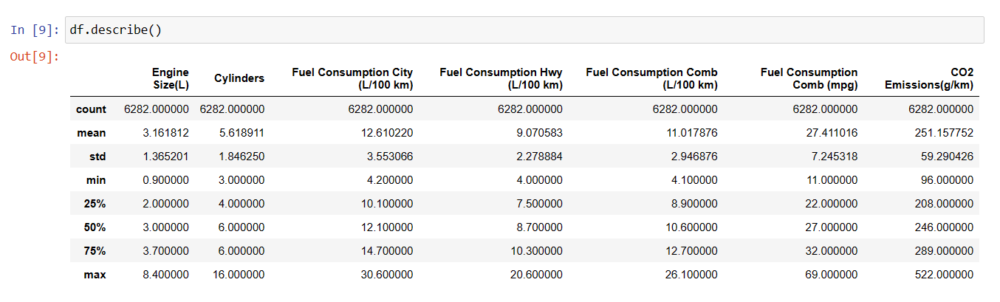 In [9]: df.describe()
Out[9]:
Engine Size(L) Cylinders Fuel Consumption City (L/100 km) Fuel Consumption Hwy (L/100 km) Fuel Consumption Comb (L/100 km) Fuel Consumption Comb (mpg) CO2 Emissions(g/km)
count 6282.000000 6282.000000 6282.000000 6282.000000 6282.000000 6282.000000 6282.000000
mean 3.161812 5.618911 12.610220 9.070583 11.017876 27.411016 251.157752
std 1.365201 1.846250 3.553066 2.278884 2.946876 7.245318 59.290426
min 0.900000 3.000000 4.200000 4.000000 4.100000 11.000000 96.000000
25% 2.000000 4.000000 10.100000 7.500000 8.900000 22.000000 208.000000
50% 3.000000 6.000000 12.100000 8.700000 10.600000 27.000000 246.000000
75% 3.700000 6.000000 14.700000 10.300000 12.700000 32.000000 289.000000
max 8.400000 16.000000 30.600000 20.600000 26.100000 69.000000 522.000000